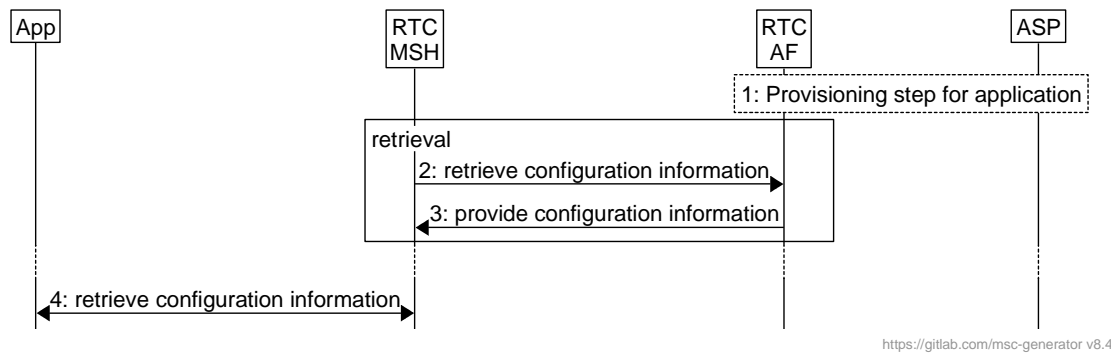 App
RTC
MSH
RTC
AF
ASP
1: Provisioning step for application
retrieval
2: retrieve configuration information
3: provide configuration information
4: retrieve configuration information
https://gitlab.com/msc-generator v8.4